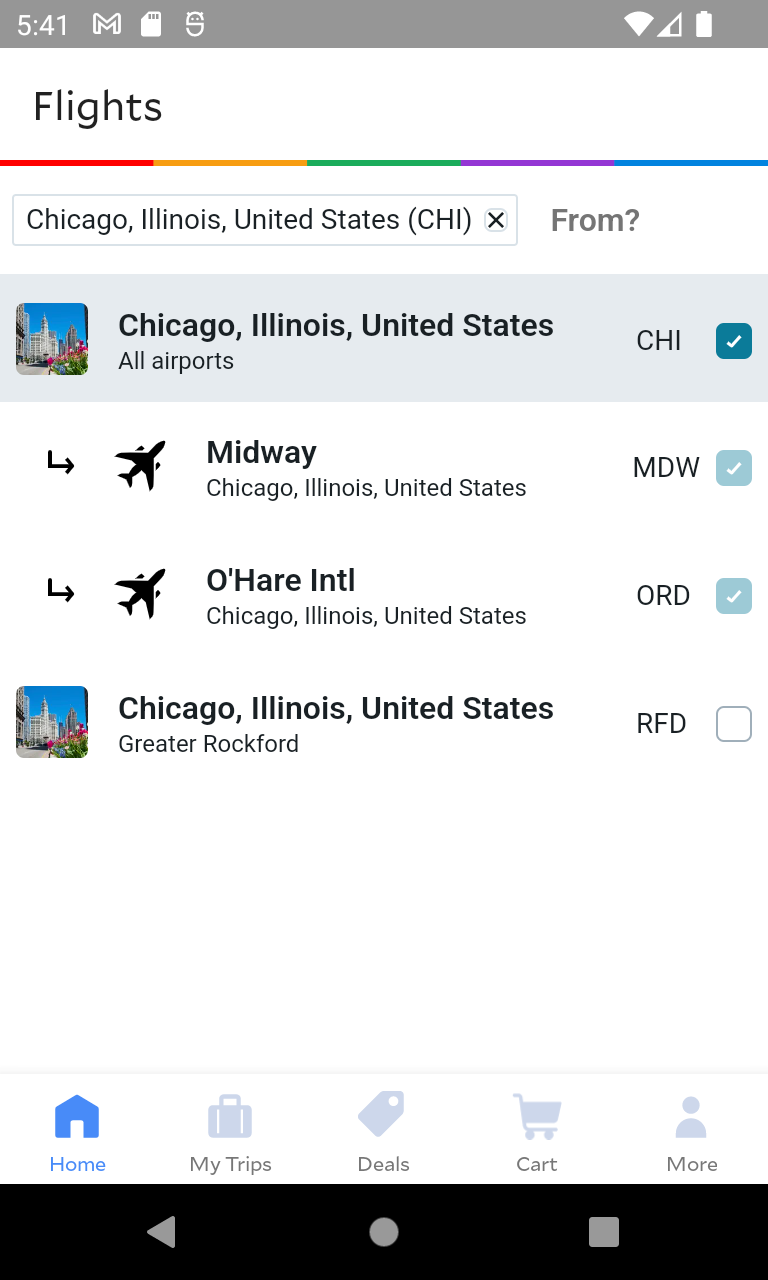 5:41
Flights
Chicago, Illinois, United States (CHI)
From?
Chicago, Illinois, United States
All airports
CHI
Midway
Chicago, Illinois, United States
MDW
O'Hare Intl
Chicago, Illinois, United States
ORD
Chicago, Illinois, United States
Greater Rockford
RFD
Home
My Trips
Deals
Cart
More